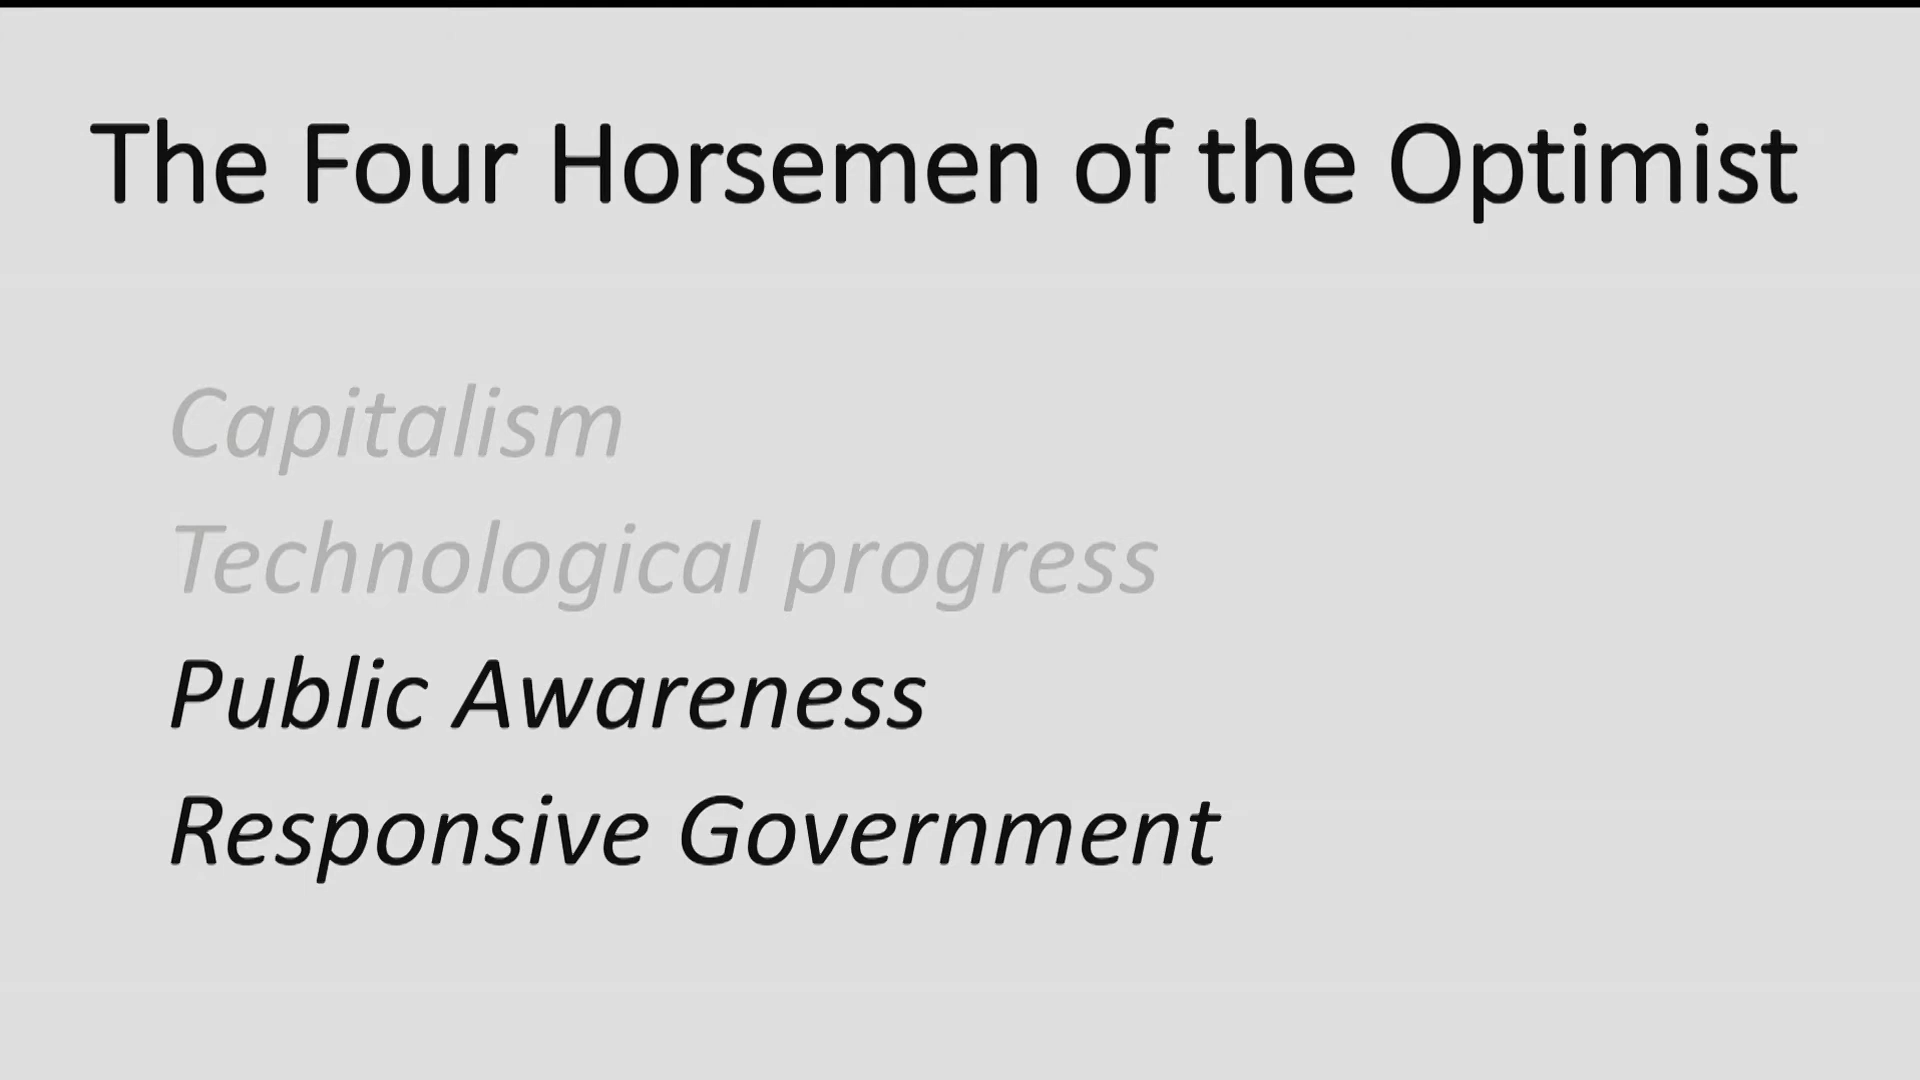 The Four Horsemen of the Optimist
Capitalism
Technological progress
Public Awareness
Responsive Government